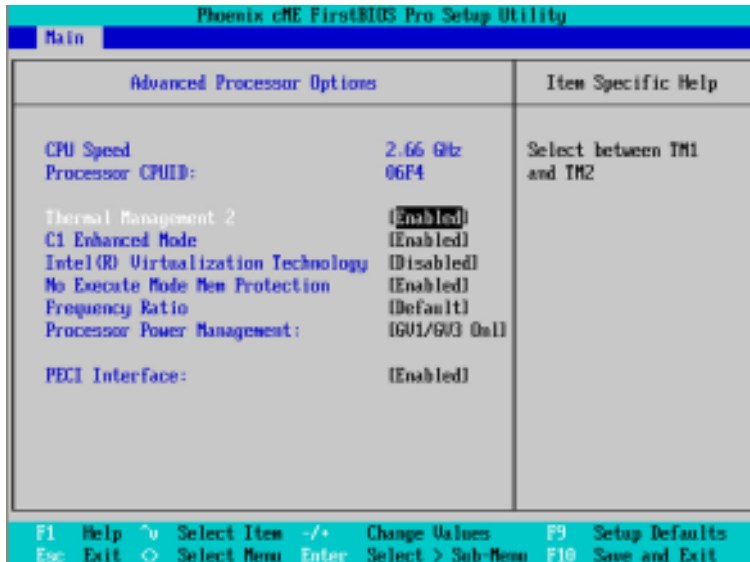 Phoenix cME FirstBIOS Pro Setup Utility
Main
Advanced Processor Options
Item Specific Help
CPU Speed 2.66 GHz
Processor CPUID: 06F4
Select between TM1
and TM2
Thermal Management 2 [Enabled]
C1 Enhanced Mode [Enabled]
Intel(R) Virtualization Technology [Disabled]
No Execute Mode Mem Protection [Enabled]
Frequency Ratio [Default]
Processor Power Management: [GV1/GV3 Onl]
PECI Interface: [Enabled]
F1 Help ^v Select Item -/+ Change Values F9 Setup Defaults
Esc Exit <> Select Menu Enter Select > Sub-Menu F10 Save and Exit